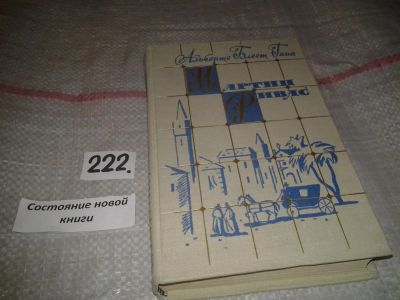 Альберто Блест Гана
Мартин
Ривас
222.
Состояние новой
книги